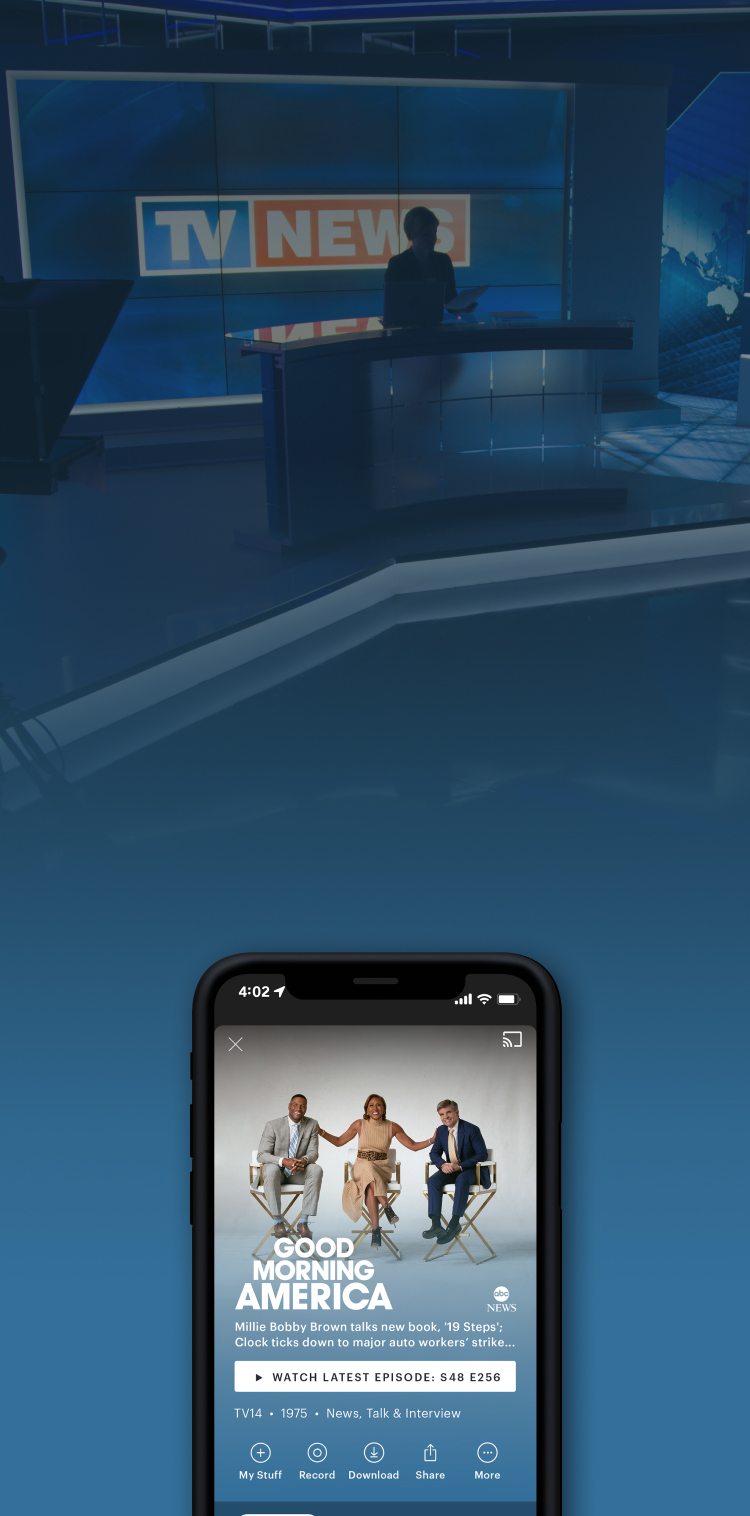 TV NEWS
4:02
GOOD
MORNING
AMERICA
abc
NEWS
Millie Bobby Brown talks new book, '19 Steps';
Clock ticks down to major auto workers' strike...
WATCH LATEST EPISODE: S48 E256
TV14 • 1975 • News, Talk & Interview
My Stuff Record Download Share More